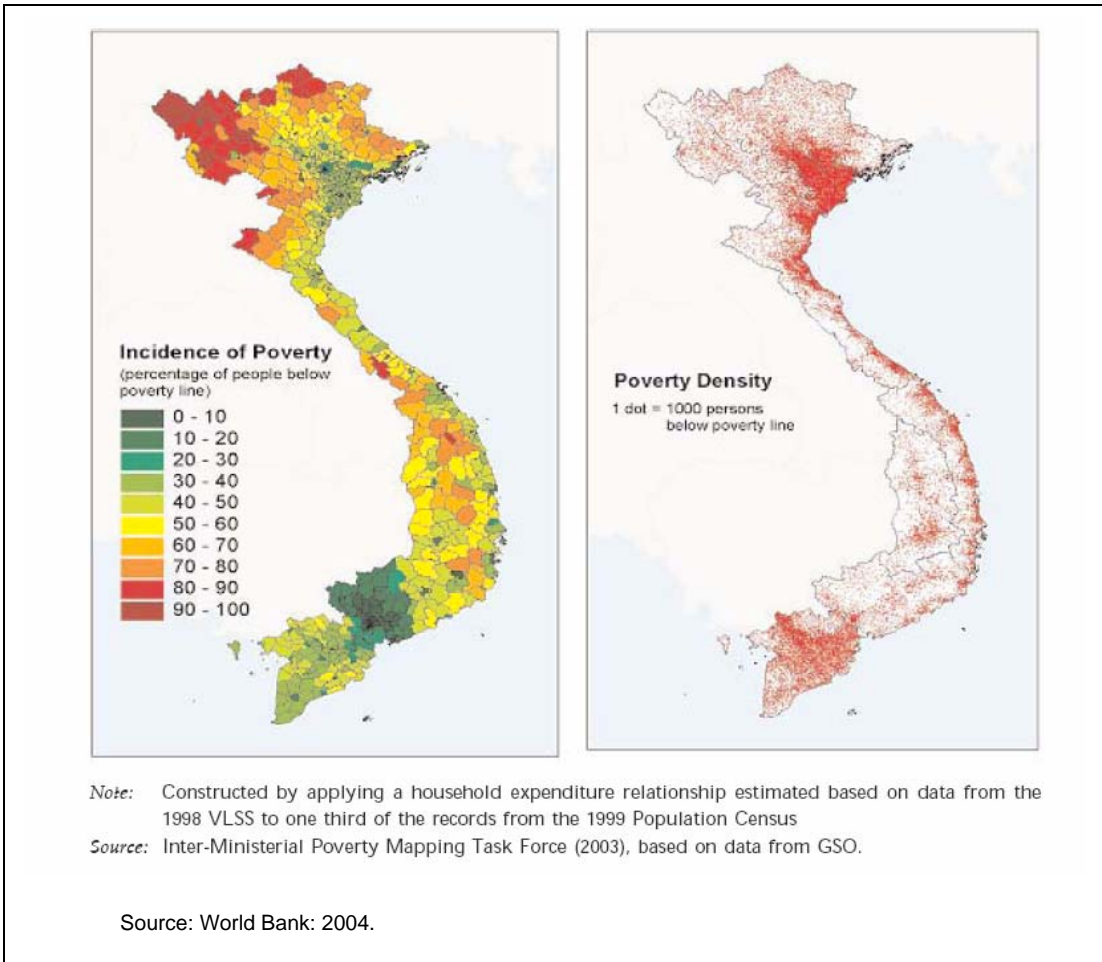 Incidence of Poverty
(percentage of people below
poverty line)
0 - 10
10 - 20
20 - 30
30 - 40
40 - 50
50 - 60
60 - 70
70 - 80
80 - 90
90 - 100
Poverty Density
1 dot = 1000 persons
below poverty line
Note: Constructed by applying a household expenditure relationship estimated based on data from the
1998 VLSS to one third of the records from the 1999 Population Census
Source: Inter-Ministerial Poverty Mapping Task Force (2003), based on data from GSO.
Source: World Bank: 2004.